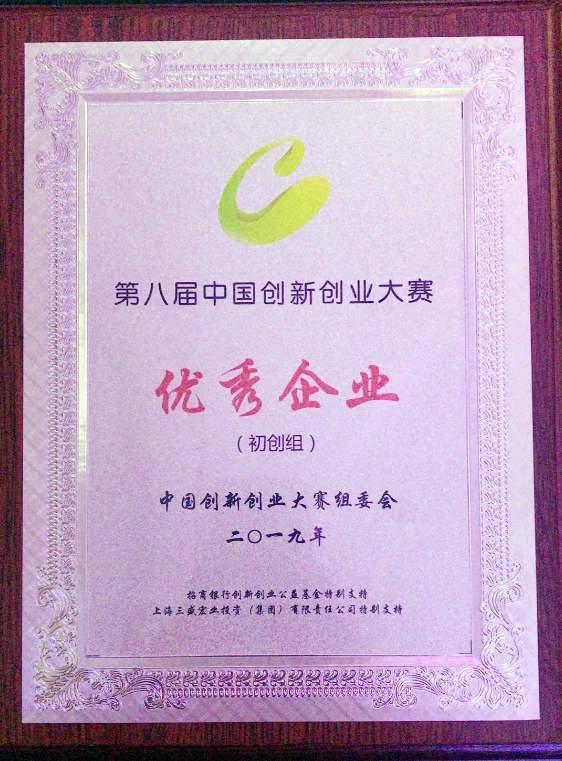 第八届中国创新创业大赛
优秀企业
（初创组）
中国创新创业大赛组委会
二〇一九年
招商银行创新创业公益基金特别支持
上海三盛宏业投资（集团）有限责任公司特别支持